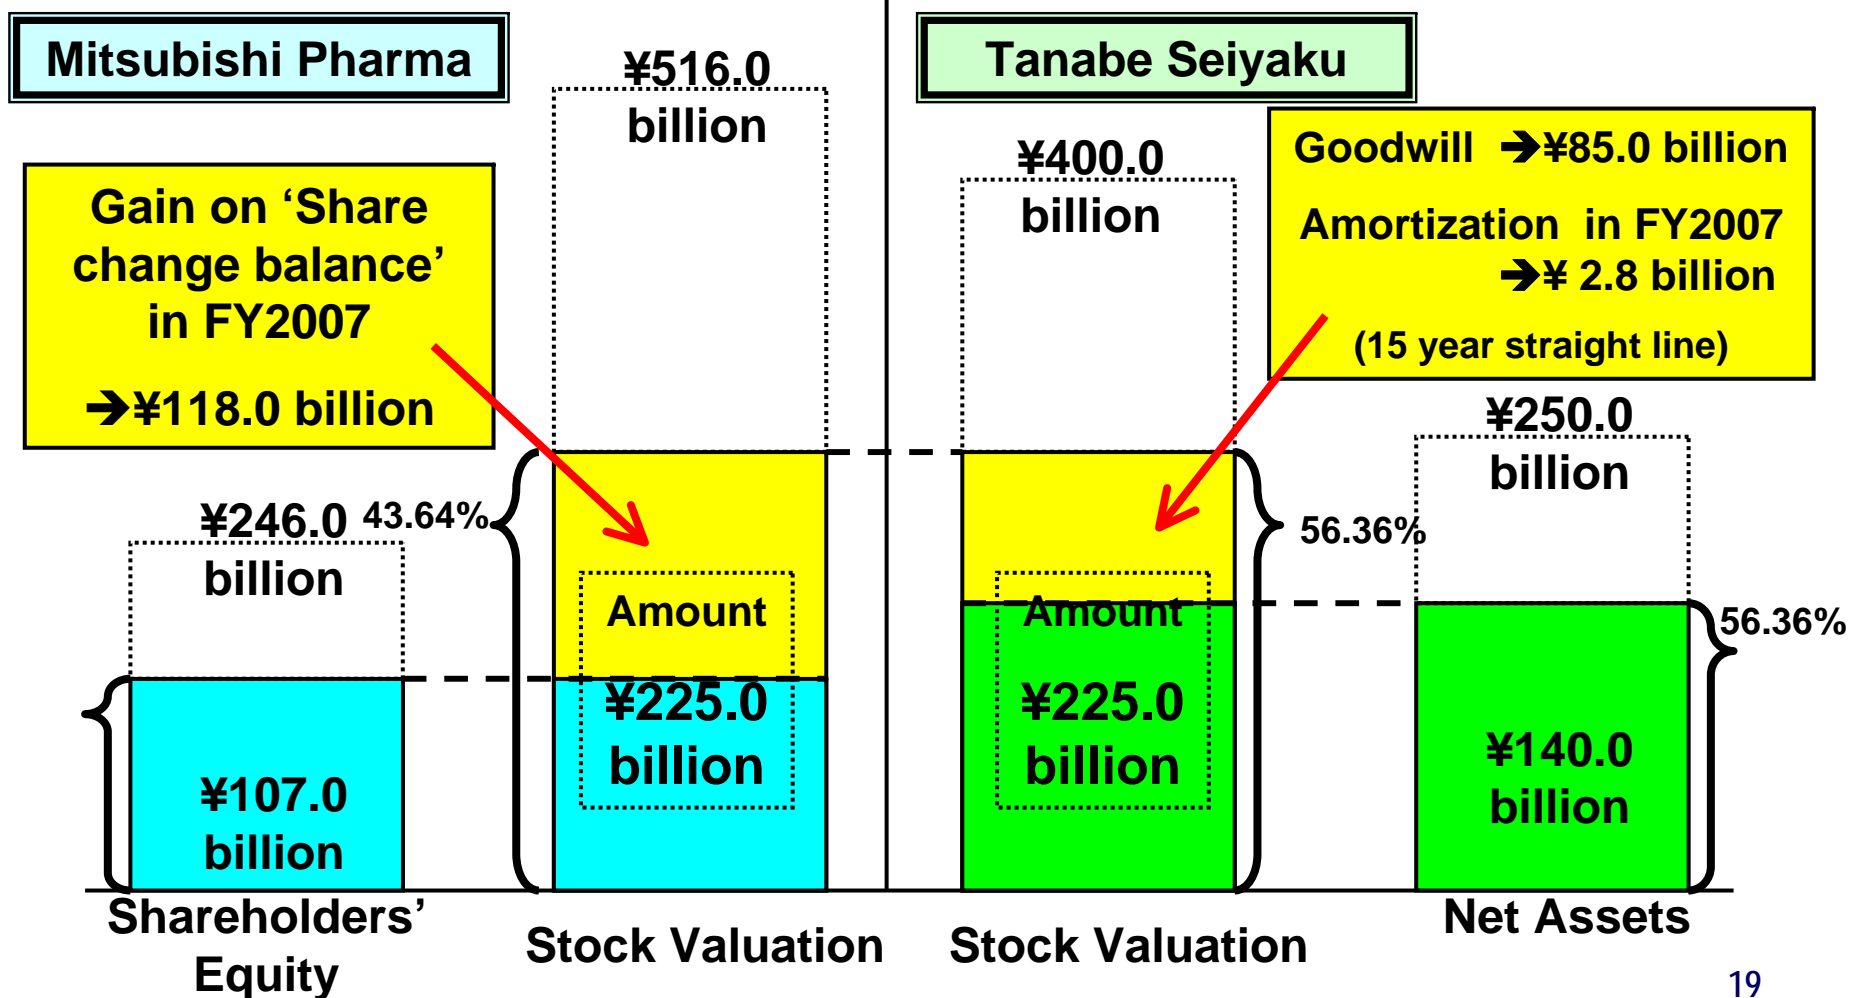 Mitsubishi Pharma
¥516.0
billion
Gain on ‘Share
change balance’
in FY2007
➔¥118.0 billion
¥246.0
billion
43.64%
Amount
¥225.0
billion
¥107.0
billion
Shareholders’
Equity
Stock Valuation
Tanabe Seiyaku
¥400.0
billion
Goodwill ➔¥85.0 billion
Amortization in FY2007
➔¥ 2.8 billion
(15 year straight line)
¥250.0
billion
56.36%
Amount
¥225.0
billion
56.36%
¥140.0
billion
Stock Valuation
Net Assets
19